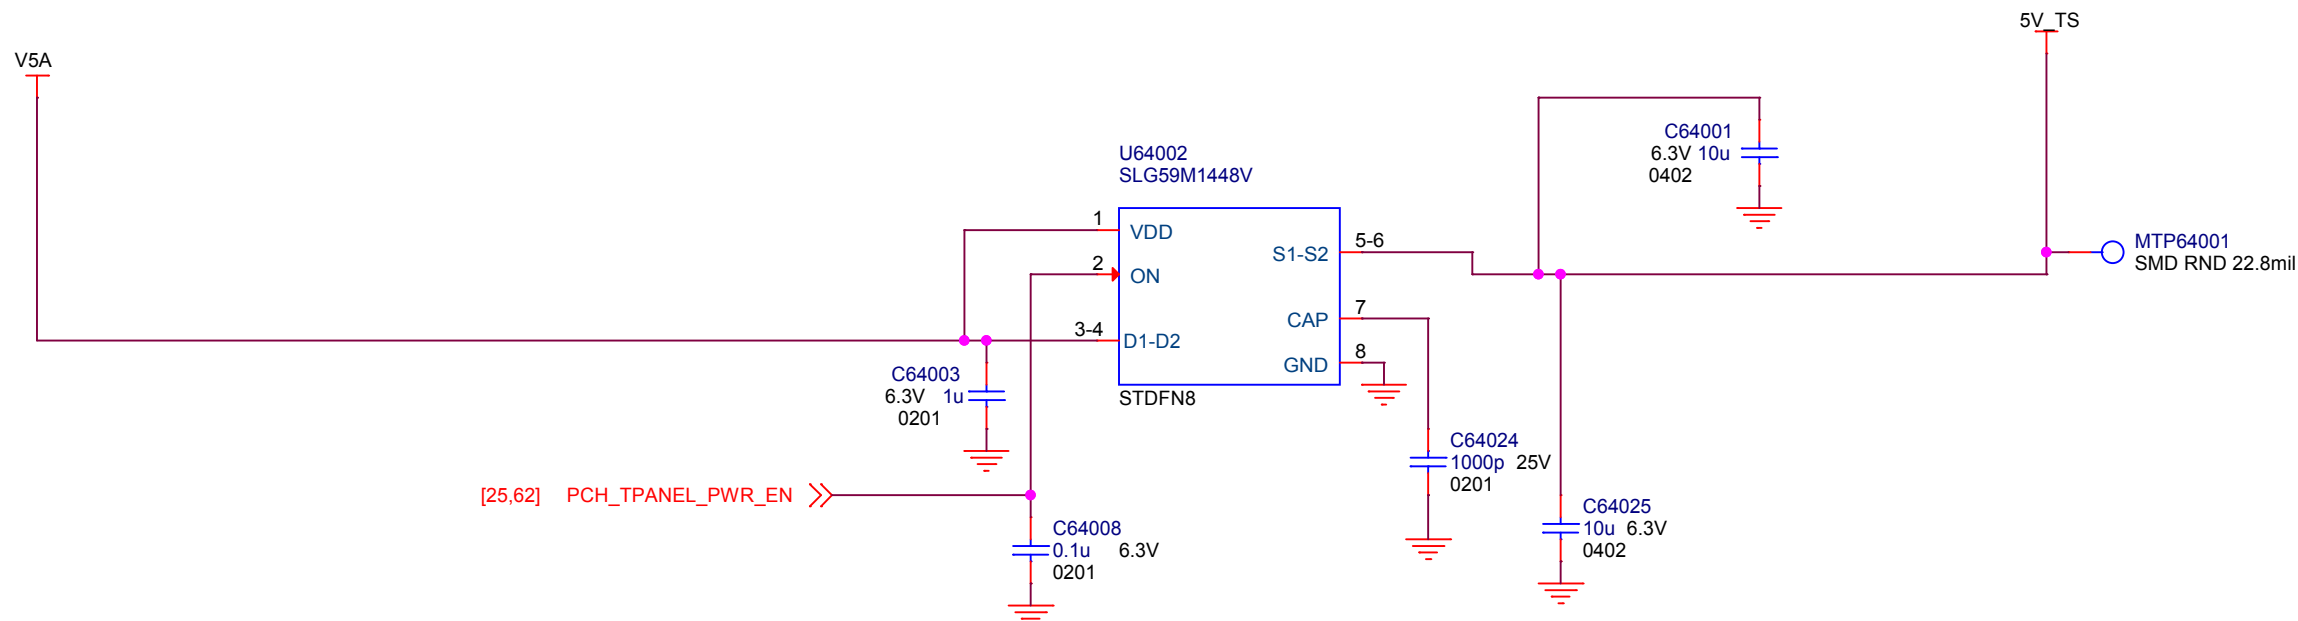 5V_TS
V5A
C64001
6.3V 10u
0402
U64002
SLG59M1448V
1
VDD
2
ON
3-4
D1-D2
S1-S2
5-6
CAP
7
GND
8
STDFN8
MTP64001
SMD RND 22.8mil
C64003
6.3V 1u
0201
C64024
1000p 25V
0201
[25,62] PCH_TPANEL_PWR_EN
C64008
0.1u 6.3V
0201
C64025
10u 6.3V
0402